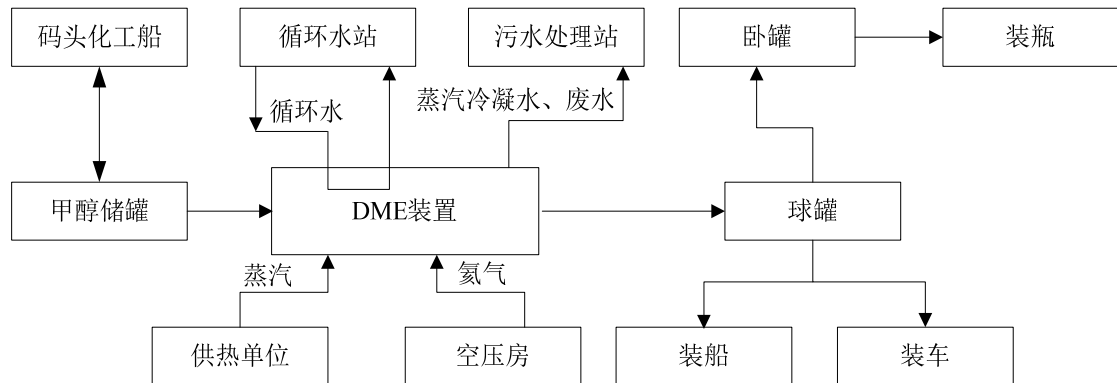 码头化工船
循环水站
污水处理站
卧罐
装瓶
循环水
蒸汽冷凝水、废水
甲醇储罐
DME装置
球罐
蒸汽
氮气
供热单位
空压房
装船
装车